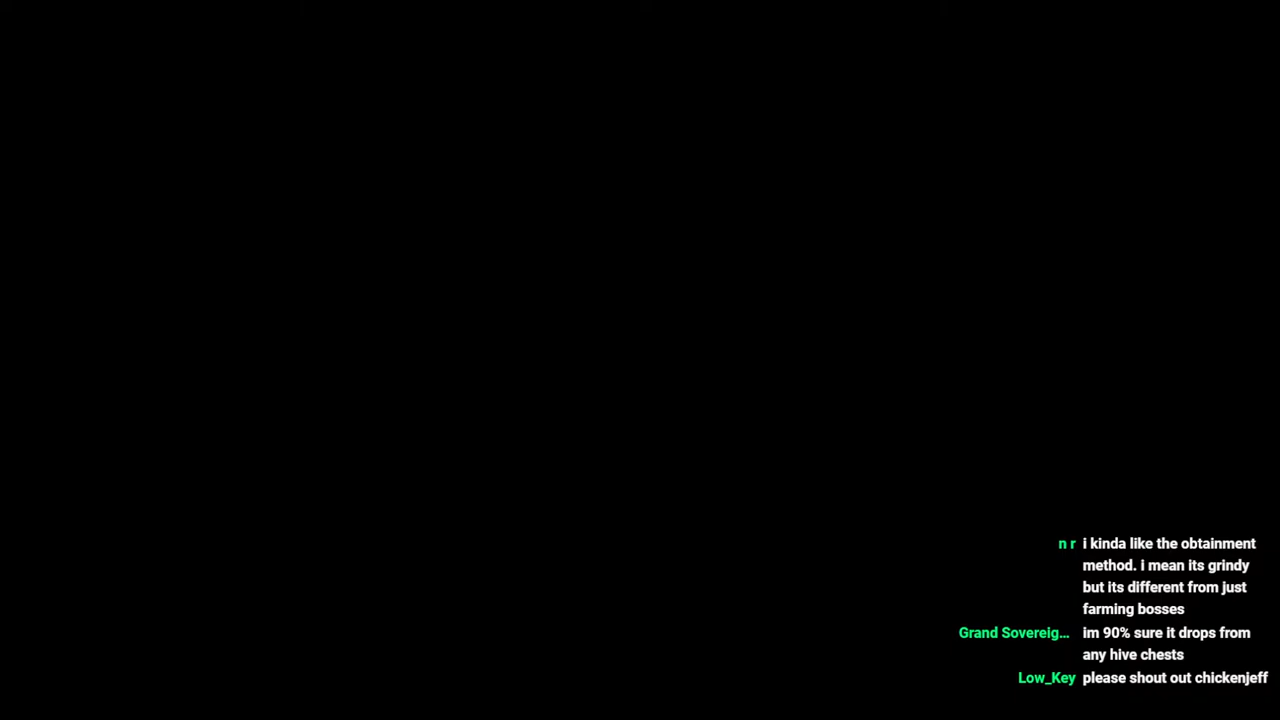 n r i kinda like the obtainment
method. i mean its grindy
but its different from just
farming bosses
Grand Sovereig... im 90% sure it drops from
any hive chests
Low_Key please shout out chickenjeff